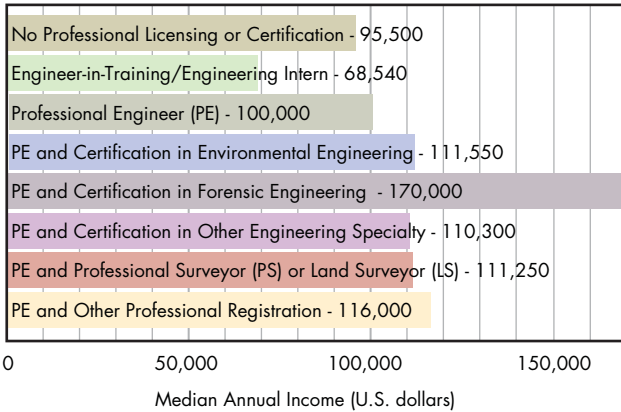 No Professional Licensing or Certification - 95,500
Engineer-in-Training/Engineering Intern - 68,540
Professional Engineer (PE) - 100,000
PE and Certification in Environmental Engineering - 111,550
PE and Certification in Forensic Engineering - 170,000
PE and Certification in Other Engineering Specialty - 110,300
PE and Professional Surveyor (PS) or Land Surveyor (LS) - 111,250
PE and Other Professional Registration - 116,000
0 50,000 100,000 150,000
Median Annual Income (U.S. dollars)